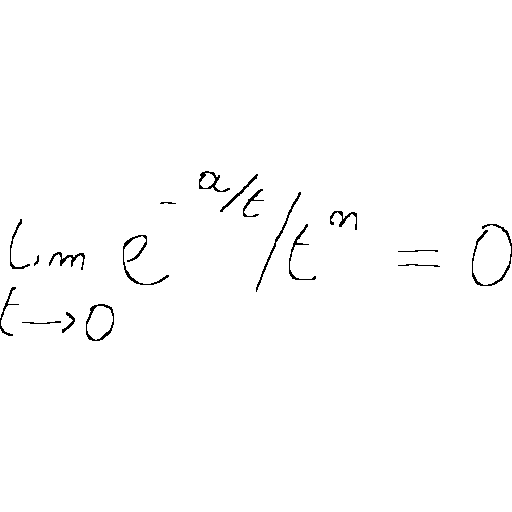 lim e^{-a/t}/t^n = 0
t→0